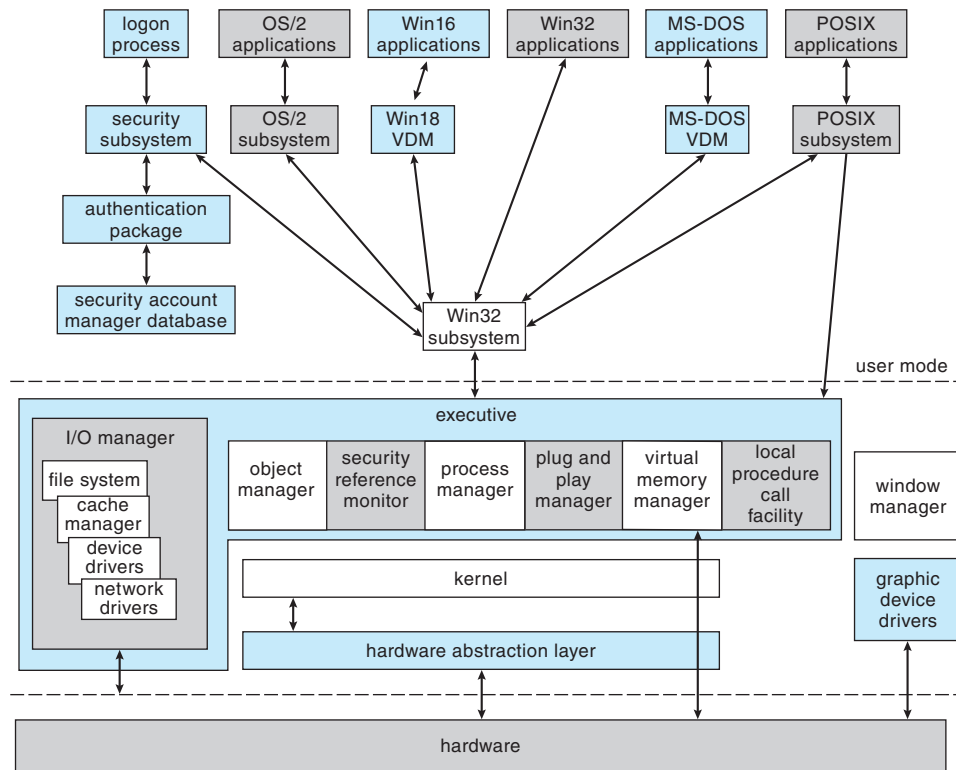 logon
process
OS/2
applications
Win16
applications
Win32
applications
MS-DOS
applications
POSIX
applications
security
subsystem
OS/2
subsystem
Win18
VDM
MS-DOS
VDM
POSIX
subsystem
authentication
package
security account
manager database
Win32
subsystem
user mode
executive
I/O manager
file system
cache
manager
device
drivers
network
drivers
object
manager
security
reference
monitor
process
manager
plug and
play
manager
virtual
memory
manager
local
procedure
call
facility
window
manager
kernel
graphic
device
drivers
hardware abstraction layer
hardware